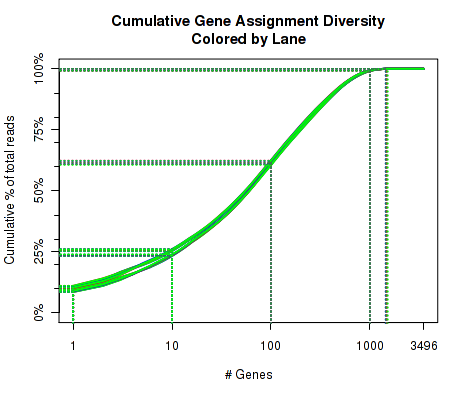 Cumulative Gene Assignment Diversity
Colored by Lane
Cumulative % of total reads
100%
75%
50%
25%
0%
1 10 100 1000 3496
# Genes